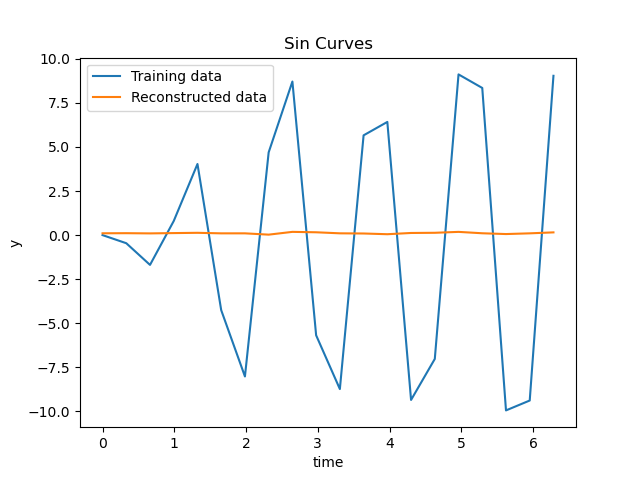 Sin Curves
Training data
Reconstructed data
10.0
7.5
5.0
2.5
0.0
−2.5
−5.0
−7.5
−10.0
y
0 1 2 3 4 5 6
time